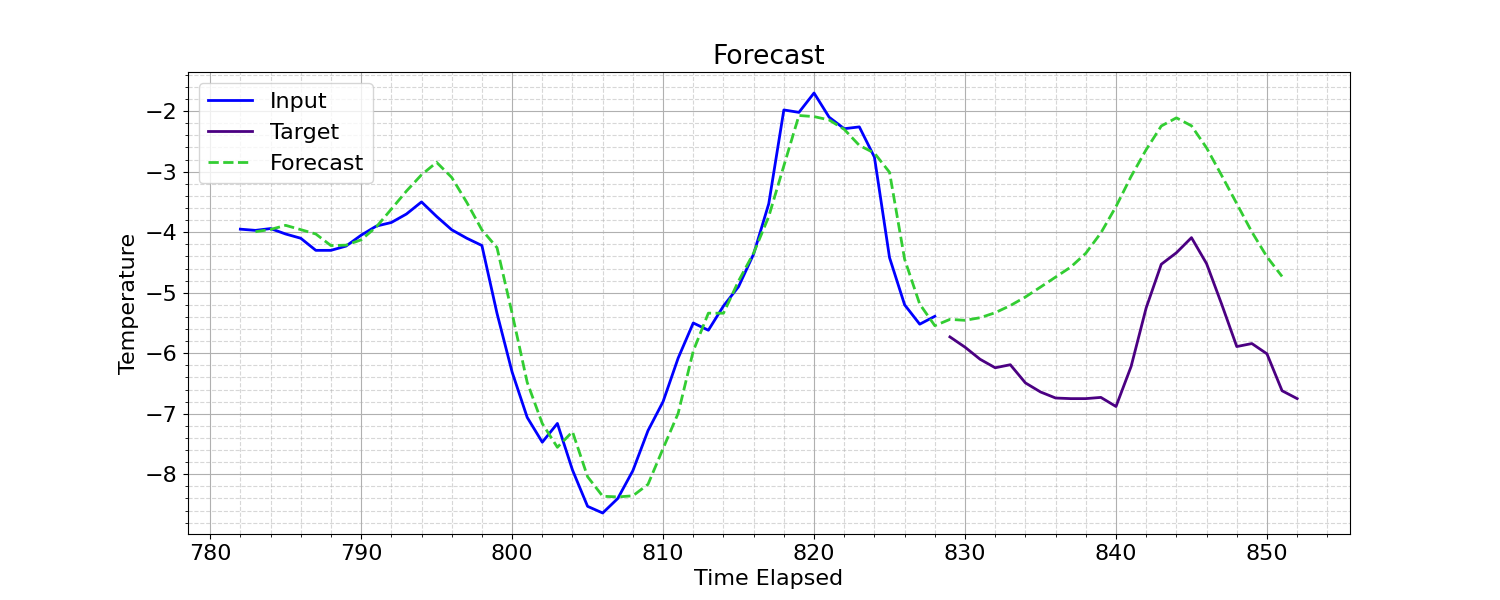 Forecast
Input
Target
Forecast
Temperature
−2
−3
−4
−5
−6
−7
−8
780 790 800 810 820 830 840 850
Time Elapsed